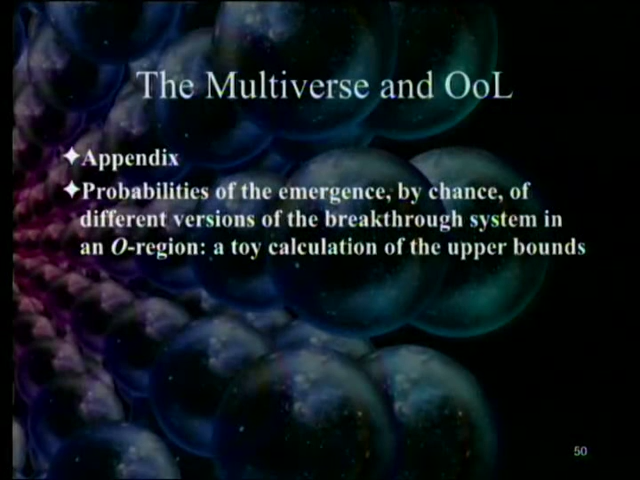 The Multiverse and OoL
✦Appendix
✦Probabilities of the emergence, by chance, of
different versions of the breakthrough system in
an O-region: a toy calculation of the upper bounds
50